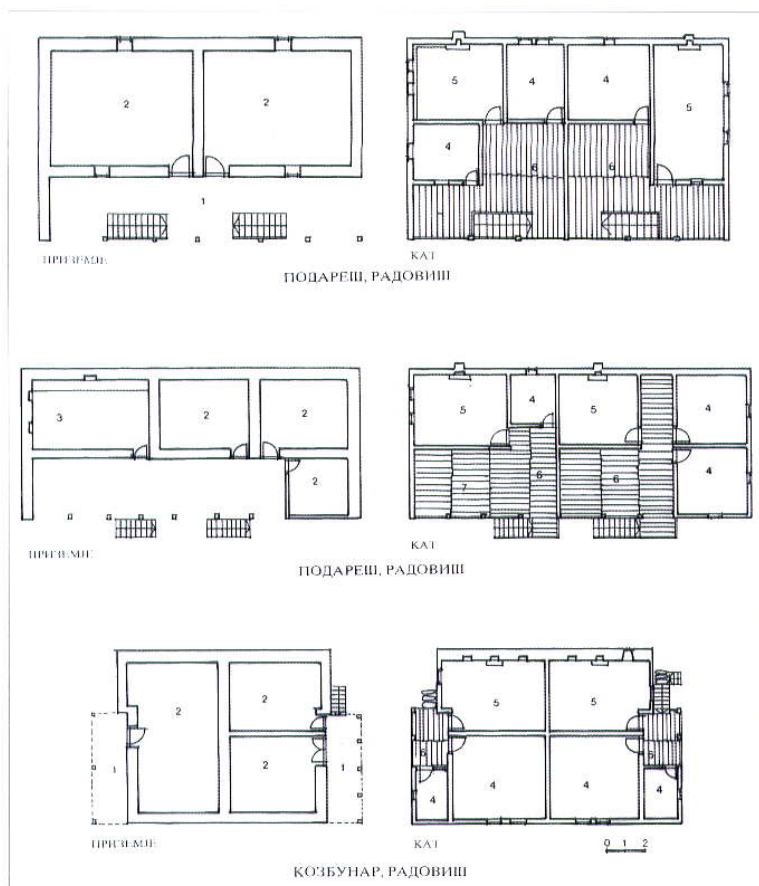 2 2 5 4 4 5
4 6 6
1
ПРИЗЕМЈЕ КАТ
ПОДАРЕШ, РАДОВИШ
3 2 2 5 4 5 4
2 7 6 6 4
ПРИЗЕМЈЕ КАТ
ПОДАРЕШ, РАДОВИШ
2 2 5 5
1 2 1 6 6
4 4 4 4
ПРИЗЕМЈЕ КАТ 0 1 2
КОЗБУНАР, РАДОВИШ